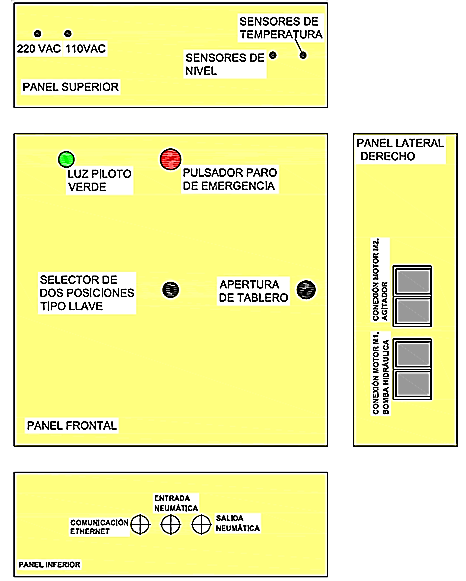 SENSORES DE
TEMPERATURA
220 VAC 110VAC
SENSORES DE
NIVEL
PANEL SUPERIOR
LUZ PILOTO
VERDE
PULSADOR PARO
DE EMERGENCIA
SELECTOR DE
DOS POSICIONES
TIPO LLAVE
APERTURA
DE TABLERO
PANEL FRONTAL
PANEL LATERAL
DERECHO
CONEXIÓN MOTOR M2.
AGITADOR
CONEXIÓN MOTOR M1.
BOMBA HIDRÁULICA
ENTRADA
NEUMÁTICA
COMUNICACIÓN
ETHERNET
SALIDA
NEUMÁTICA
PANEL INFERIOR